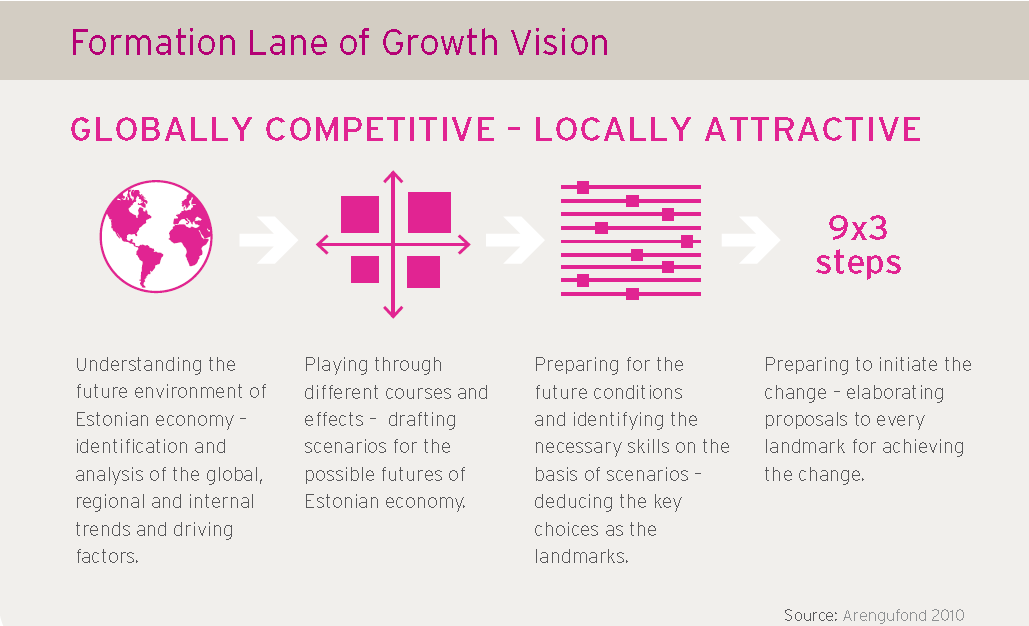 Formation Lane of Growth Vision
GLOBALLY COMPETITIVE – LOCALLY ATTRACTIVE
9x3
steps
Understanding the
future environment of
Estonian economy –
identification and
analysis of the global,
regional and internal
trends and driving
factors.
Playing through
different courses and
effects – drafting
scenarios for the
possible futures of
Estonian economy.
Preparing for the
future conditions
and identifying the
necessary skills on the
basis of scenarios –
deducing the key
choices as the
landmarks.
Preparing to initiate the
change – elaborating
proposals to every
landmark for achieving
the change.
Source: Arengufond 2010